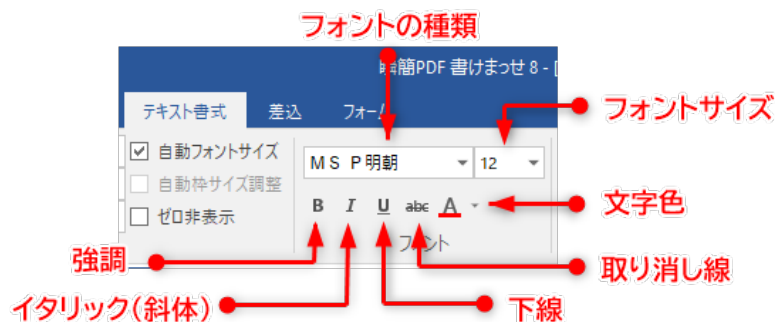 フォントの種類
瞬簡PDF 書けまっせ 8 - [
テキスト書式 差込 フォーム
フォントサイズ
自動フォントサイズ
ＭＳ Ｐ明朝 12
自動枠サイズ調整
ゼロ非表示
B I U abc A
文字色
フォント
強調
取り消し線
イタリック(斜体)
下線